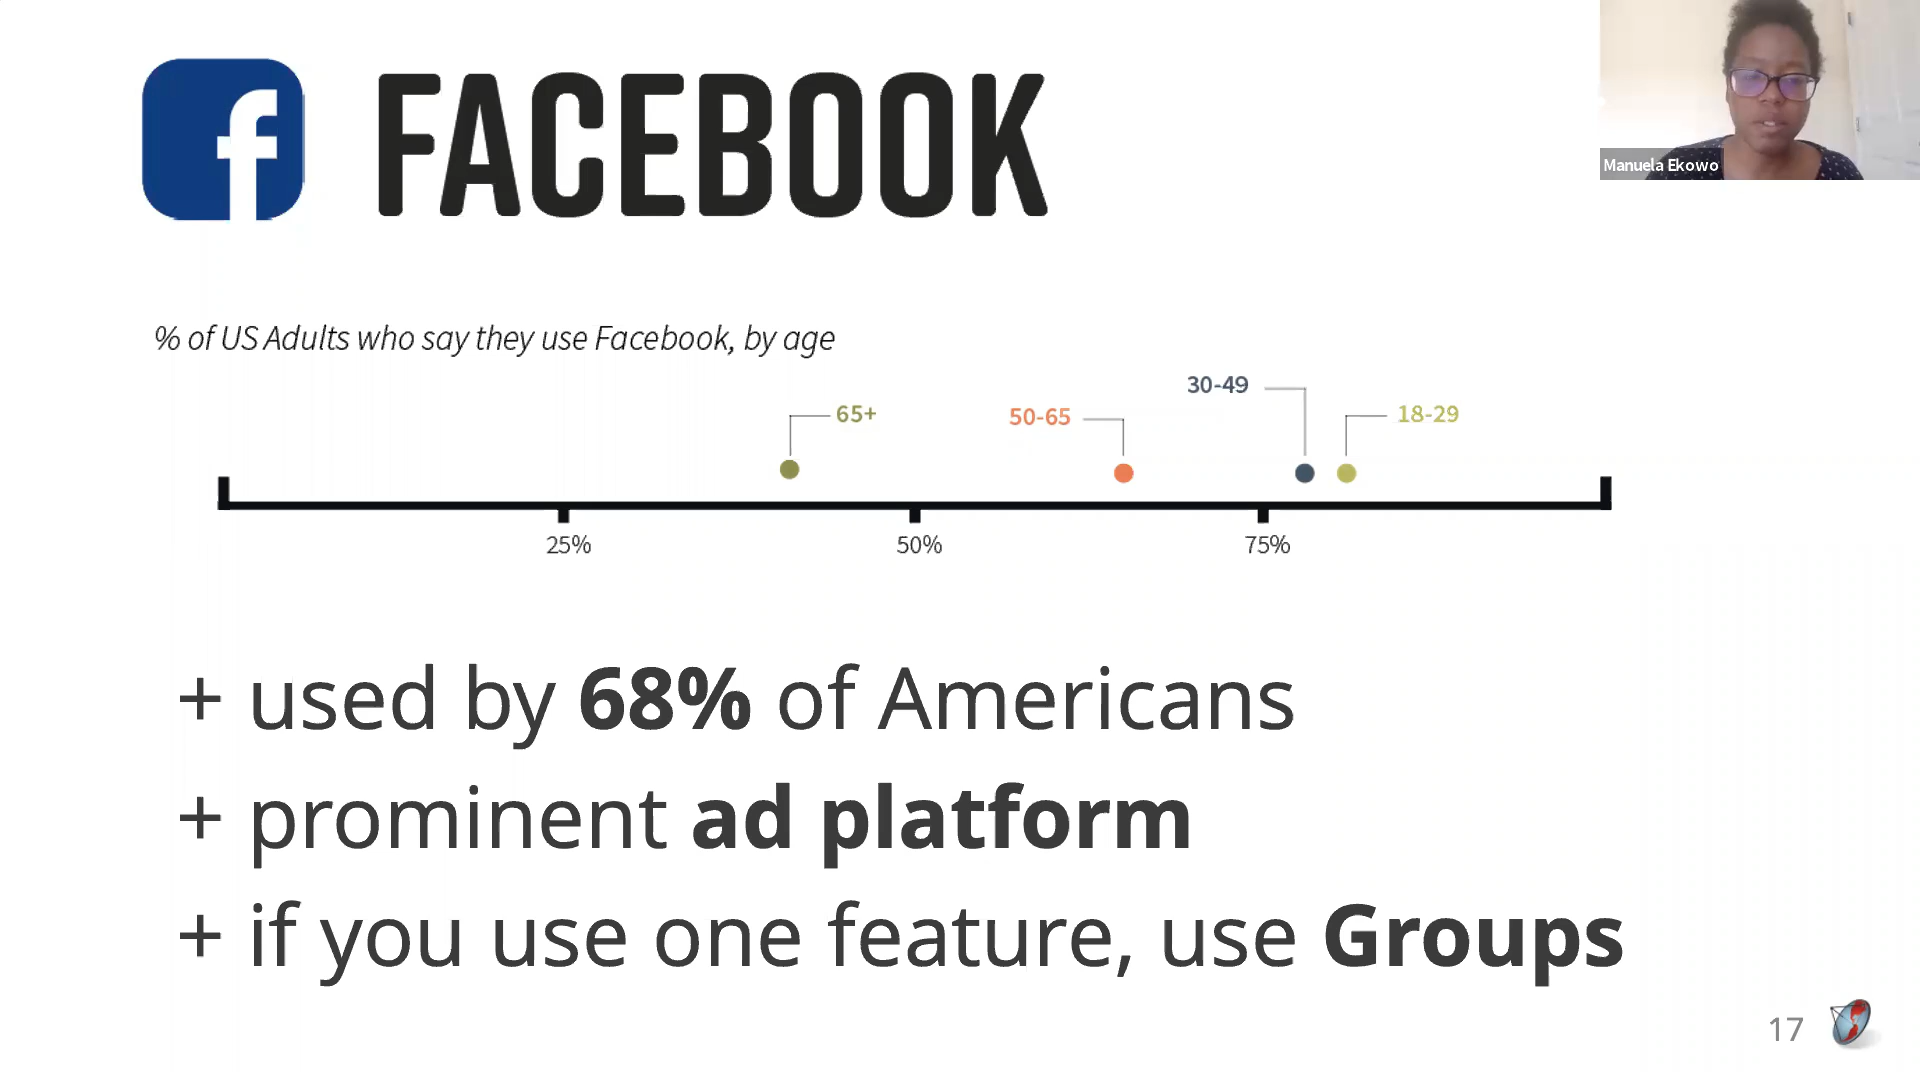 FACEBOOK
Manuela Ekowo
% of US Adults who say they use Facebook, by age
30-49
65+
50-65
18-29
25%
50%
75%
+ used by 68% of Americans
+ prominent ad platform
+ if you use one feature, use Groups
17